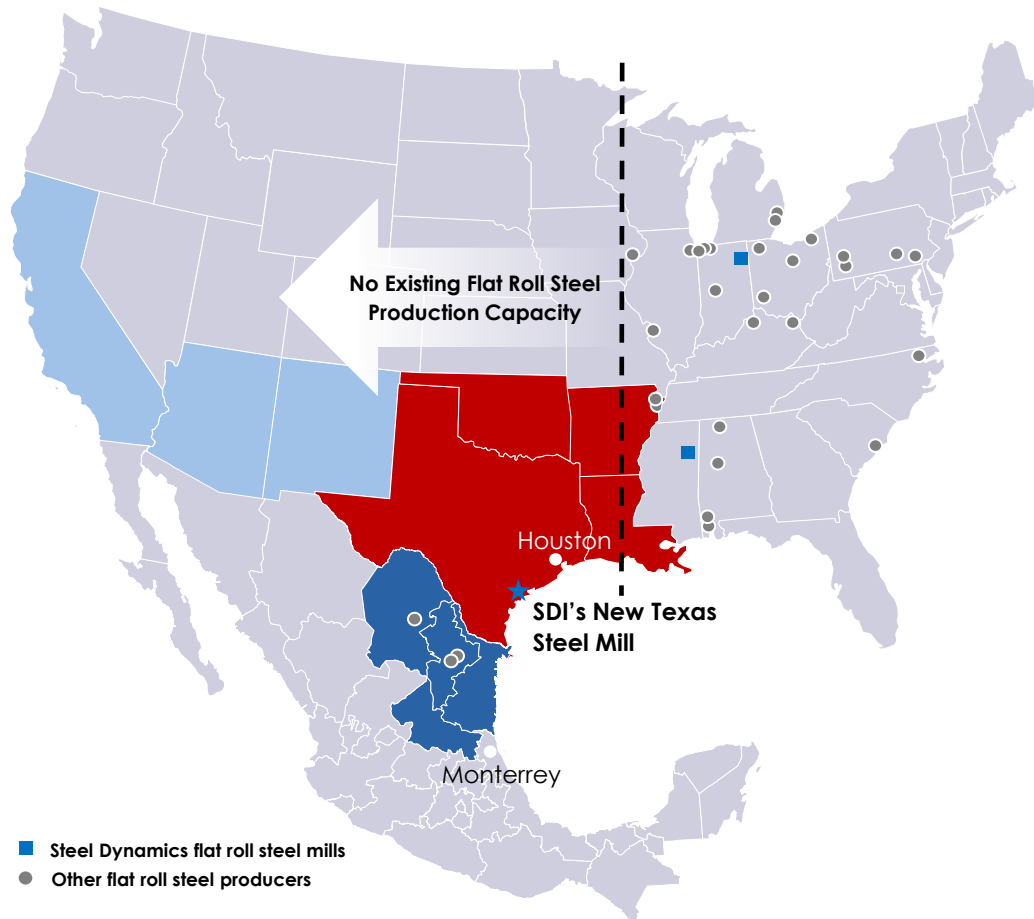 No Existing Flat Roll Steel
Production Capacity
Houston
SDI's New Texas
Steel Mill
Monterrey
Steel Dynamics flat roll steel mills
Other flat roll steel producers